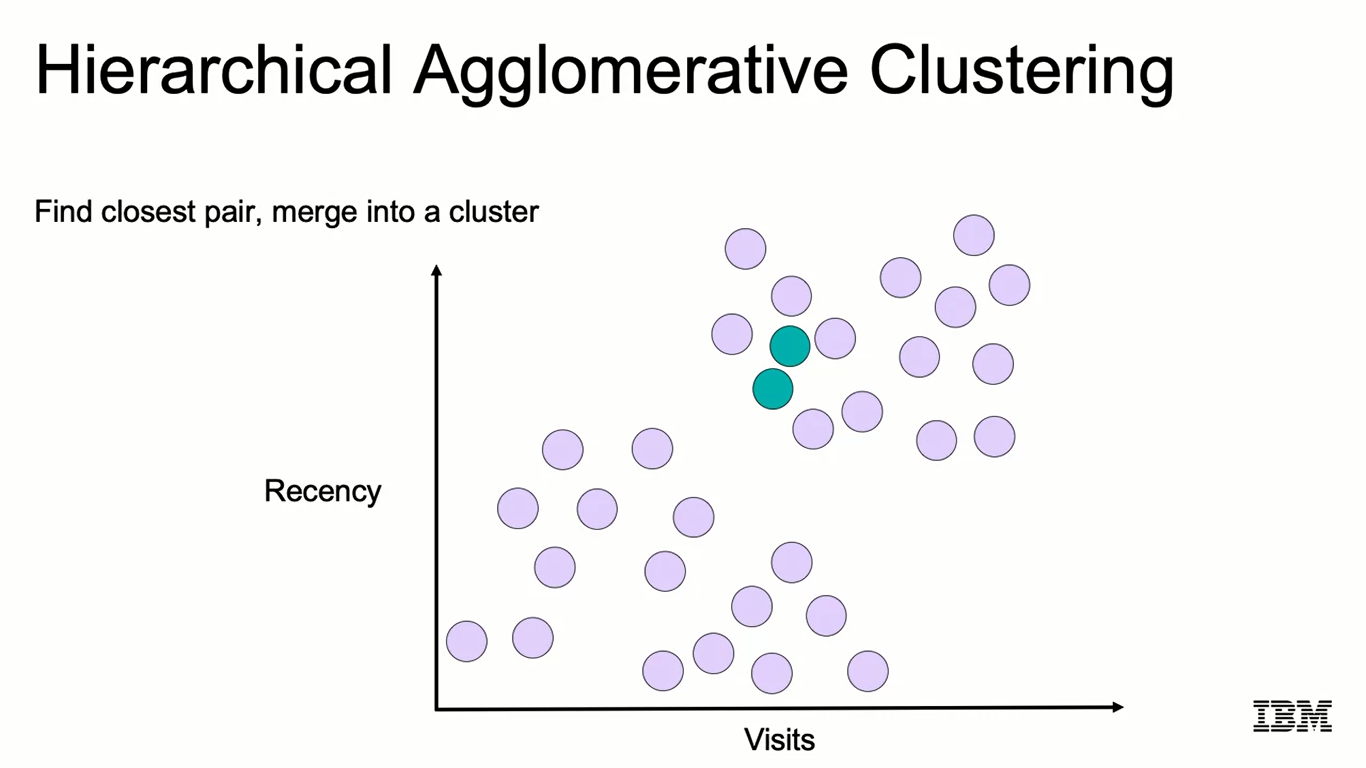 Hierarchical Agglomerative Clustering
Find closest pair, merge into a cluster
Recency
Visits
IBM